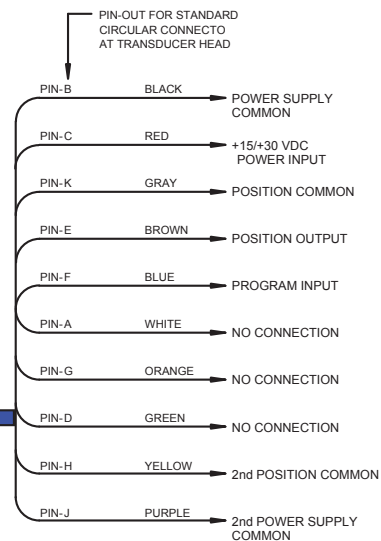 PIN-OUT FOR STANDARD
CIRCULAR CONNECTO
AT TRANSDUCER HEAD
PIN-B BLACK POWER SUPPLY
COMMON
PIN-C RED +15/+30 VDC
POWER INPUT
PIN-K GRAY POSITION COMMON
PIN-E BROWN POSITION OUTPUT
PIN-F BLUE PROGRAM INPUT
PIN-A WHITE NO CONNECTION
PIN-G ORANGE NO CONNECTION
PIN-D GREEN NO CONNECTION
PIN-H YELLOW 2nd POSITION COMMON
PIN-J PURPLE 2nd POWER SUPPLY
COMMON